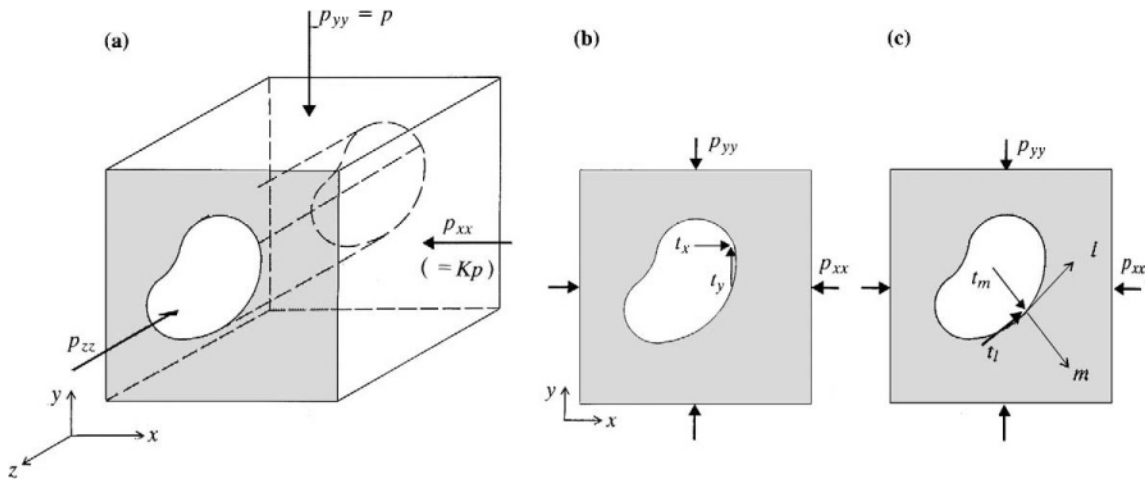 (a)
p_yy = p
p_xx
( = Kp)
p_zz
y
x
z
(b)
p_yy
t_x
t_y
p_xx
y
x
(c)
p_yy
l
p_xx
t_m
t_l
m